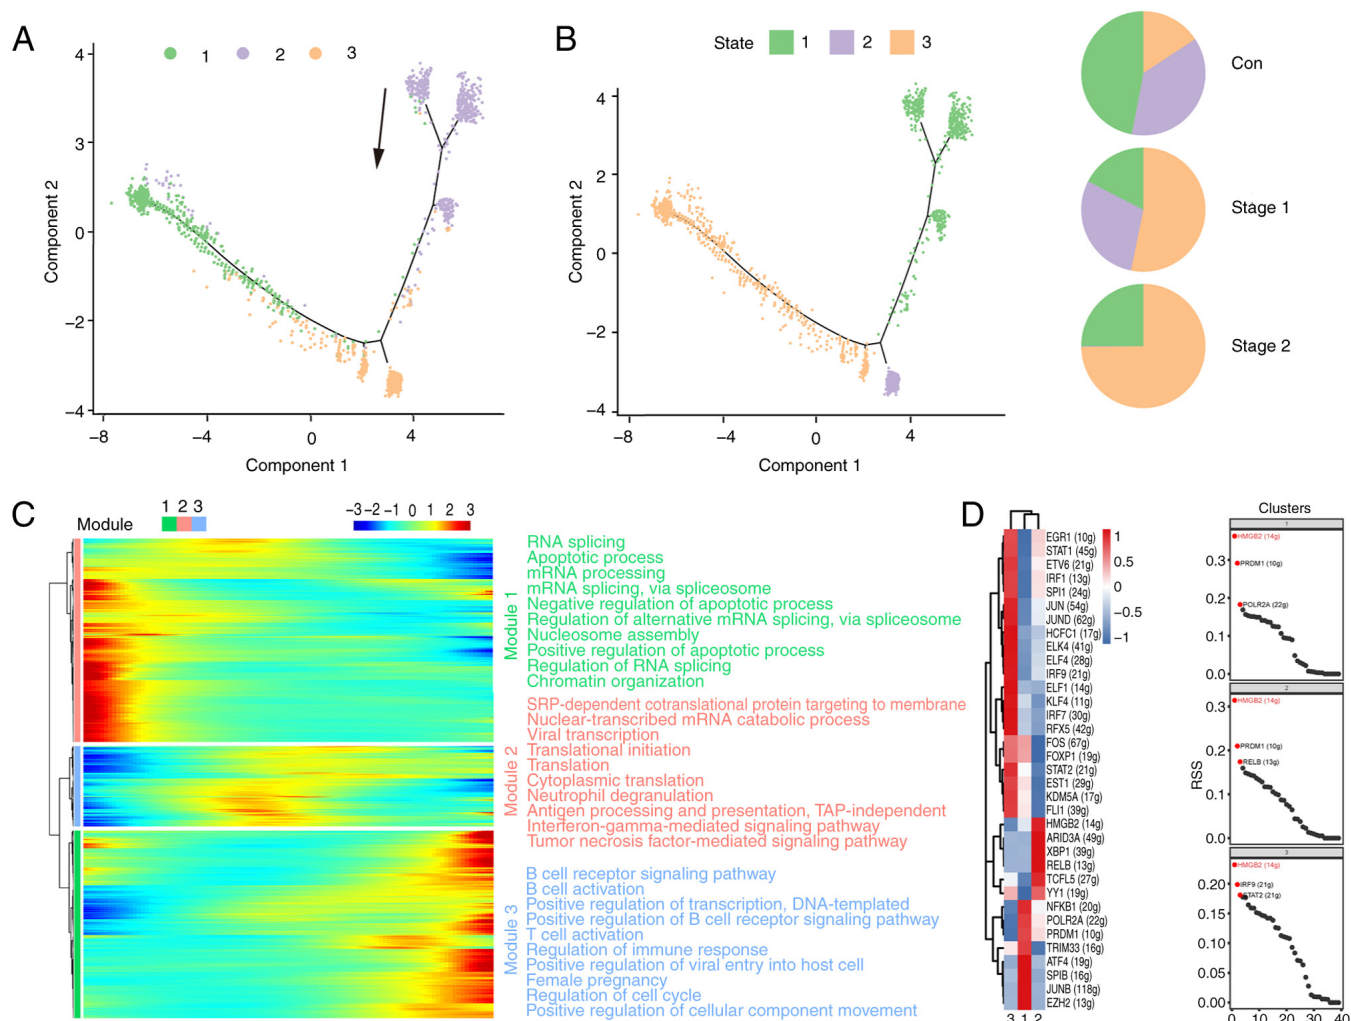 A
1 2 3
4
3
0
−2
−4
−8 −4 0 4
Component 2
Component 1
B
State 1 2 3
4
2
0
−2
−4
−8 −4 0 4
Component 2
Component 1
Con
Stage 1
Stage 2
C
Module 1 2 3
−3 −2 −1 0 1 2 3
Module 1
RNA splicing
Apoptotic process
mRNA processing
mRNA splicing, via spliceosome
Negative regulation of apoptotic process
Regulation of alternative mRNA splicing, via spliceosome
Nucleosome assembly
Positive regulation of apoptotic process
Regulation of RNA splicing
Chromatin organization
Module 2
SRP-dependent cotranslational protein targeting to membrane
Nuclear-transcribed mRNA catabolic process
Viral transcription
Translational initiation
Translation
Cytoplasmic translation
Neutrophil degranulation
Antigen processing and presentation, TAP-independent
Interferon-gamma-mediated signaling pathway
Tumor necrosis factor-mediated signaling pathway
Module 3
B cell receptor signaling pathway
B cell activation
Positive regulation of transcription, DNA-templated
Positive regulation of B cell receptor signaling pathway
T cell activation
Regulation of immune response
Positive regulation of viral entry into host cell
Female pregnancy
Regulation of cell cycle
Positive regulation of cellular component movement
D
EGR1 (10g)
STAT1 (45g)
ETV6 (21g)
IRF1 (13g)
SPI1 (24g)
JUN (54g)
JUND (62g)
HCFC1 (17g)
ELK4 (41g)
ELF4 (28g)
IRF9 (21g)
ELF1 (14g)
KLF4 (11g)
IRF7 (30g)
RFX5 (42g)
FOS (67g)
FOXP1 (19g)
STAT2 (21g)
EST1 (29g)
KDM5A (17g)
FLI1 (39g)
HMGB2 (14g)
ARID3A (49g)
XBP1 (39g)
RELB (13g)
TCFL5 (27g)
YY1 (19g)
NFKB1 (20g)
POLR2A (22g)
PRDM1 (10g)
TRIM33 (16g)
ATF4 (19g)
SPIB (16g)
JUNB (118g)
EZH2 (13g)
3 1 2
1
0.5
0
−0.5
−1
Clusters
1
HMGB2 (14g)
PRDM1 (10g)
POLR2A (22g)
0.3
0.2
0.1
0.0
2
HMGB2 (14g)
PRDM1 (10g)
RELB (13g)
0.3
0.2
0.1
0.0
RSS
3
HMGB2 (14g)
IRF9 (21g)
STAT2 (21g)
0.20
0.15
0.10
0.05
0.00
0 10 20 30 40